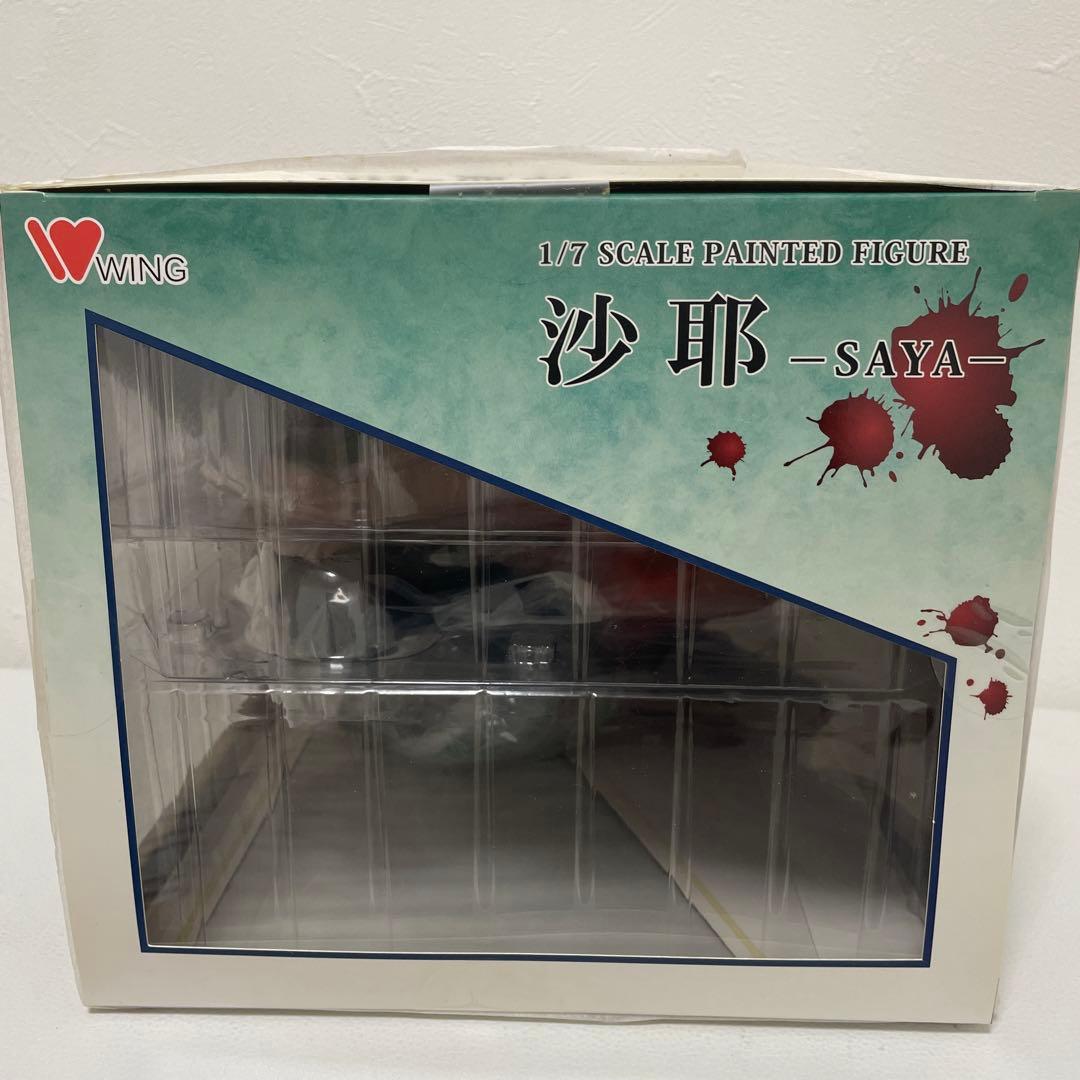 WING
1/7 SCALE PAINTED FIGURE
沙耶 －SAYA－